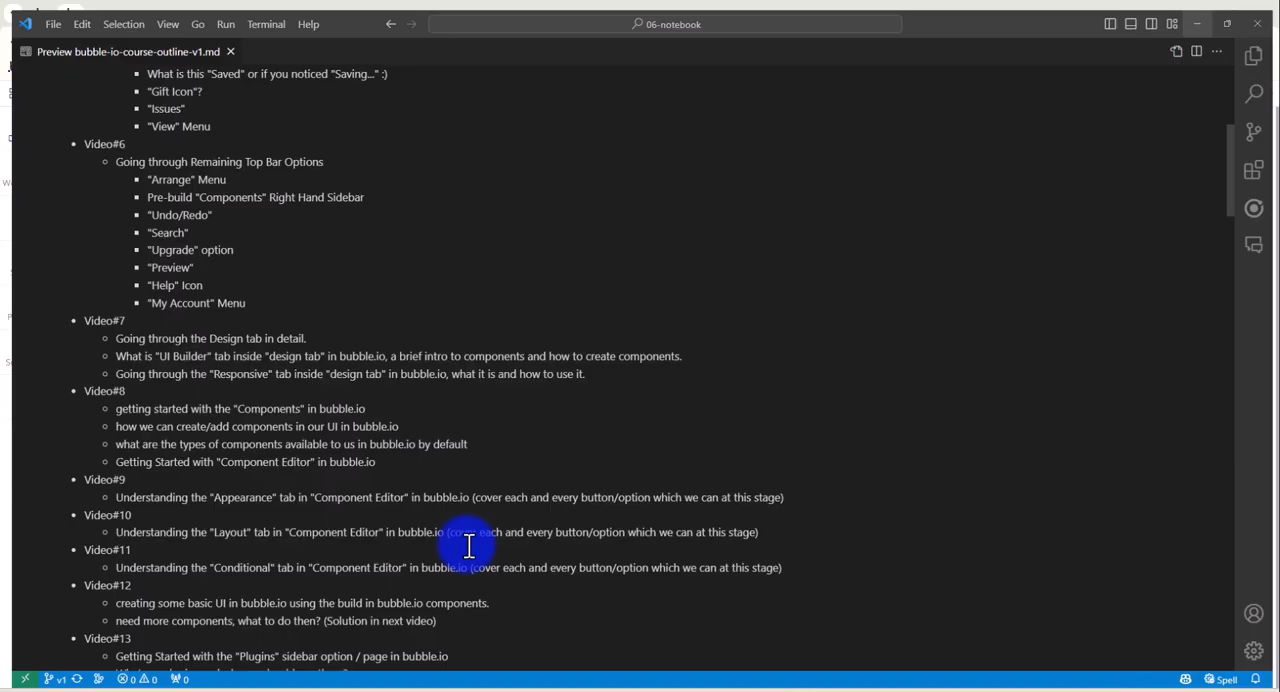 File Edit Selection View Go Run Terminal Help
06-notebook
Preview bubble-io-course-outline-v1.md
What is this "Saved" or if you noticed "Saving..." :)
"Gift Icon"?
"Issues"
"View" Menu
Video#6
Going through Remaining Top Bar Options
"Arrange" Menu
Pre-build "Components" Right Hand Sidebar
"Undo/Redo"
"Search"
"Upgrade" option
"Preview"
"Help" Icon
"My Account" Menu
Video#7
Going through the Design tab in detail.
What is "UI Builder" tab inside "design tab" in bubble.io, a brief intro to components and how to create components.
Going through the "Responsive" tab inside "design tab" in bubble.io, what it is and how to use it.
Video#8
getting started with the "Components" in bubble.io
how we can create/add components in our UI in bubble.io
what are the types of components available to us in bubble.io by default
Getting Started with "Component Editor" in bubble.io
Video#9
Understanding the "Appearance" tab in "Component Editor" in bubble.io (cover each and every button/option which we can at this stage)
Video#10
Understanding the "Layout" tab in "Component Editor" in bubble.io (cover each and every button/option which we can at this stage)
Video#11
Understanding the "Conditional" tab in "Component Editor" in bubble.io (cover each and every button/option which we can at this stage)
Video#12
creating some basic UI in bubble.io using the build in bubble.io components.
need more components, what to do then? (Solution in next video)
Video#13
Getting Started with the "Plugins" sidebar option / page in bubble.io
v1 0 0 0 Spell